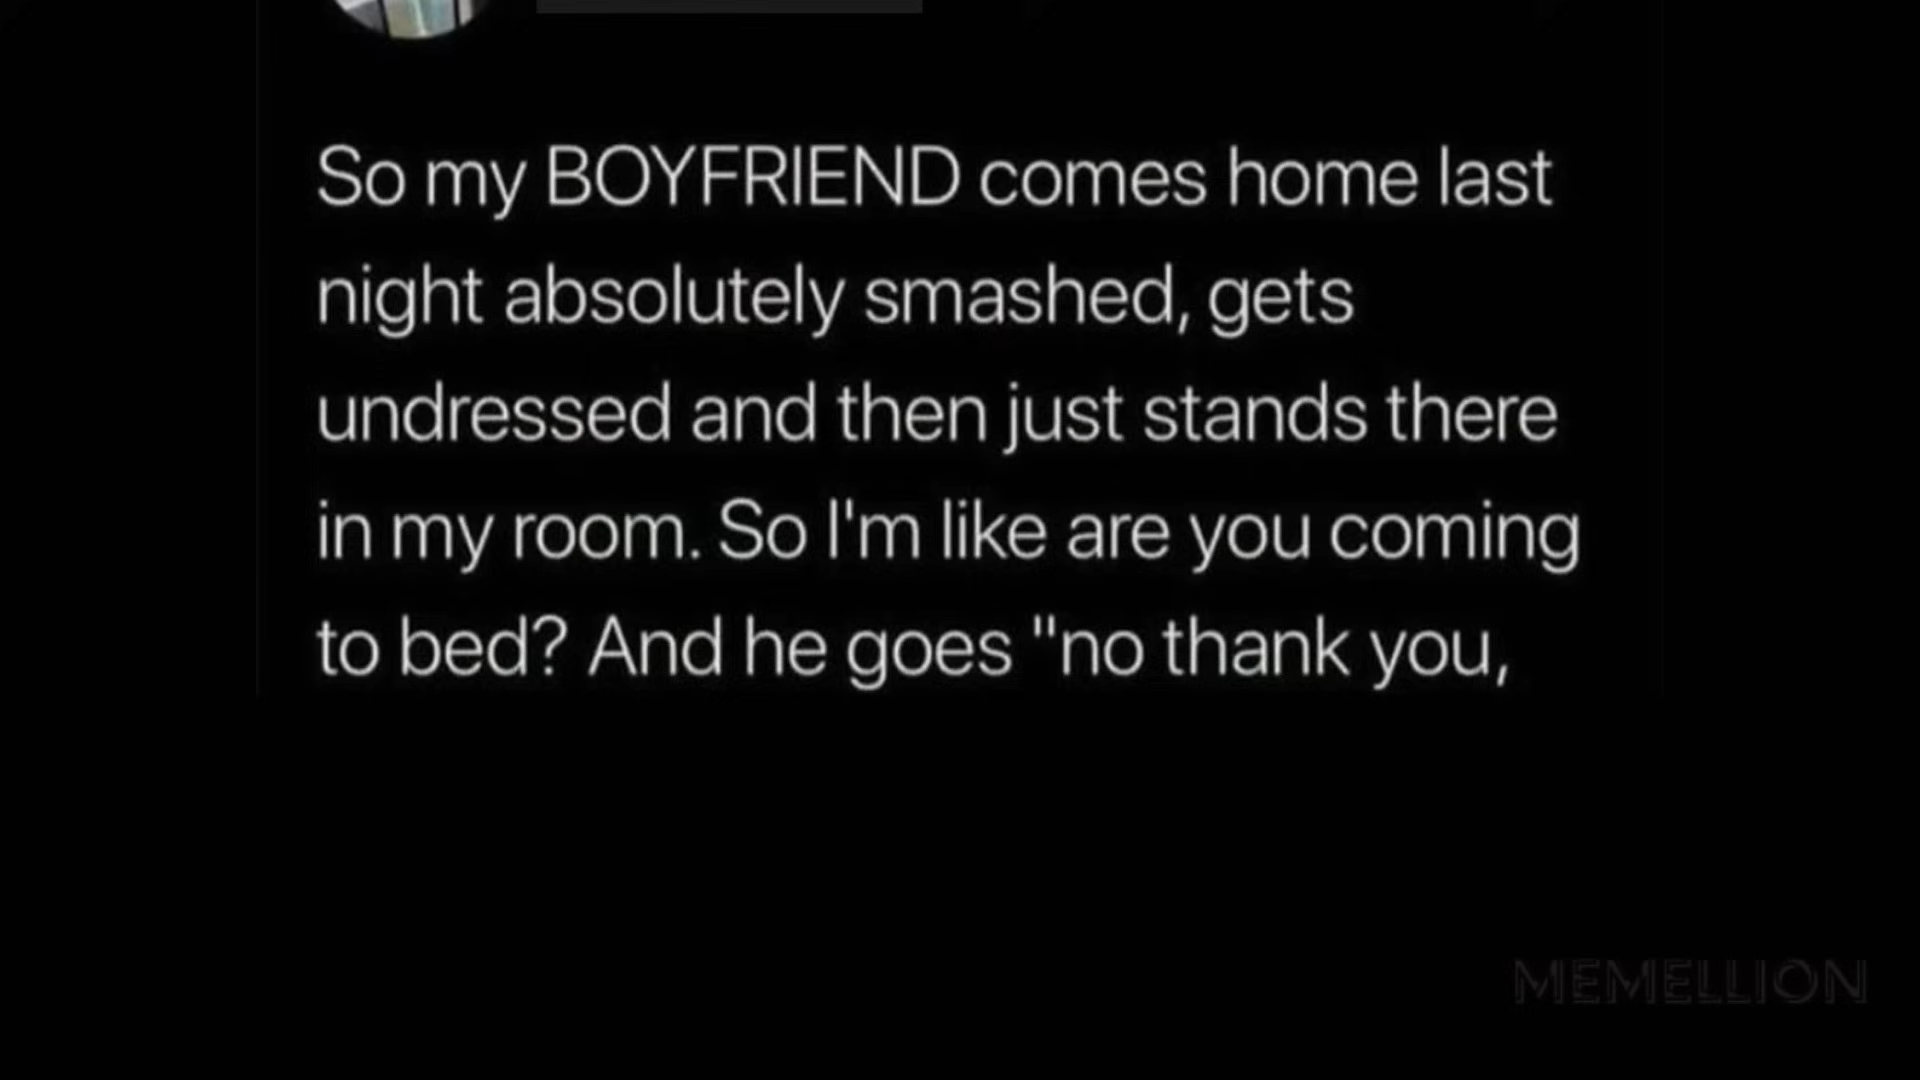 So my BOYFRIEND comes home last
night absolutely smashed, gets
undressed and then just stands there
in my room. So I'm like are you coming
to bed? And he goes "no thank you,
MEMELLION